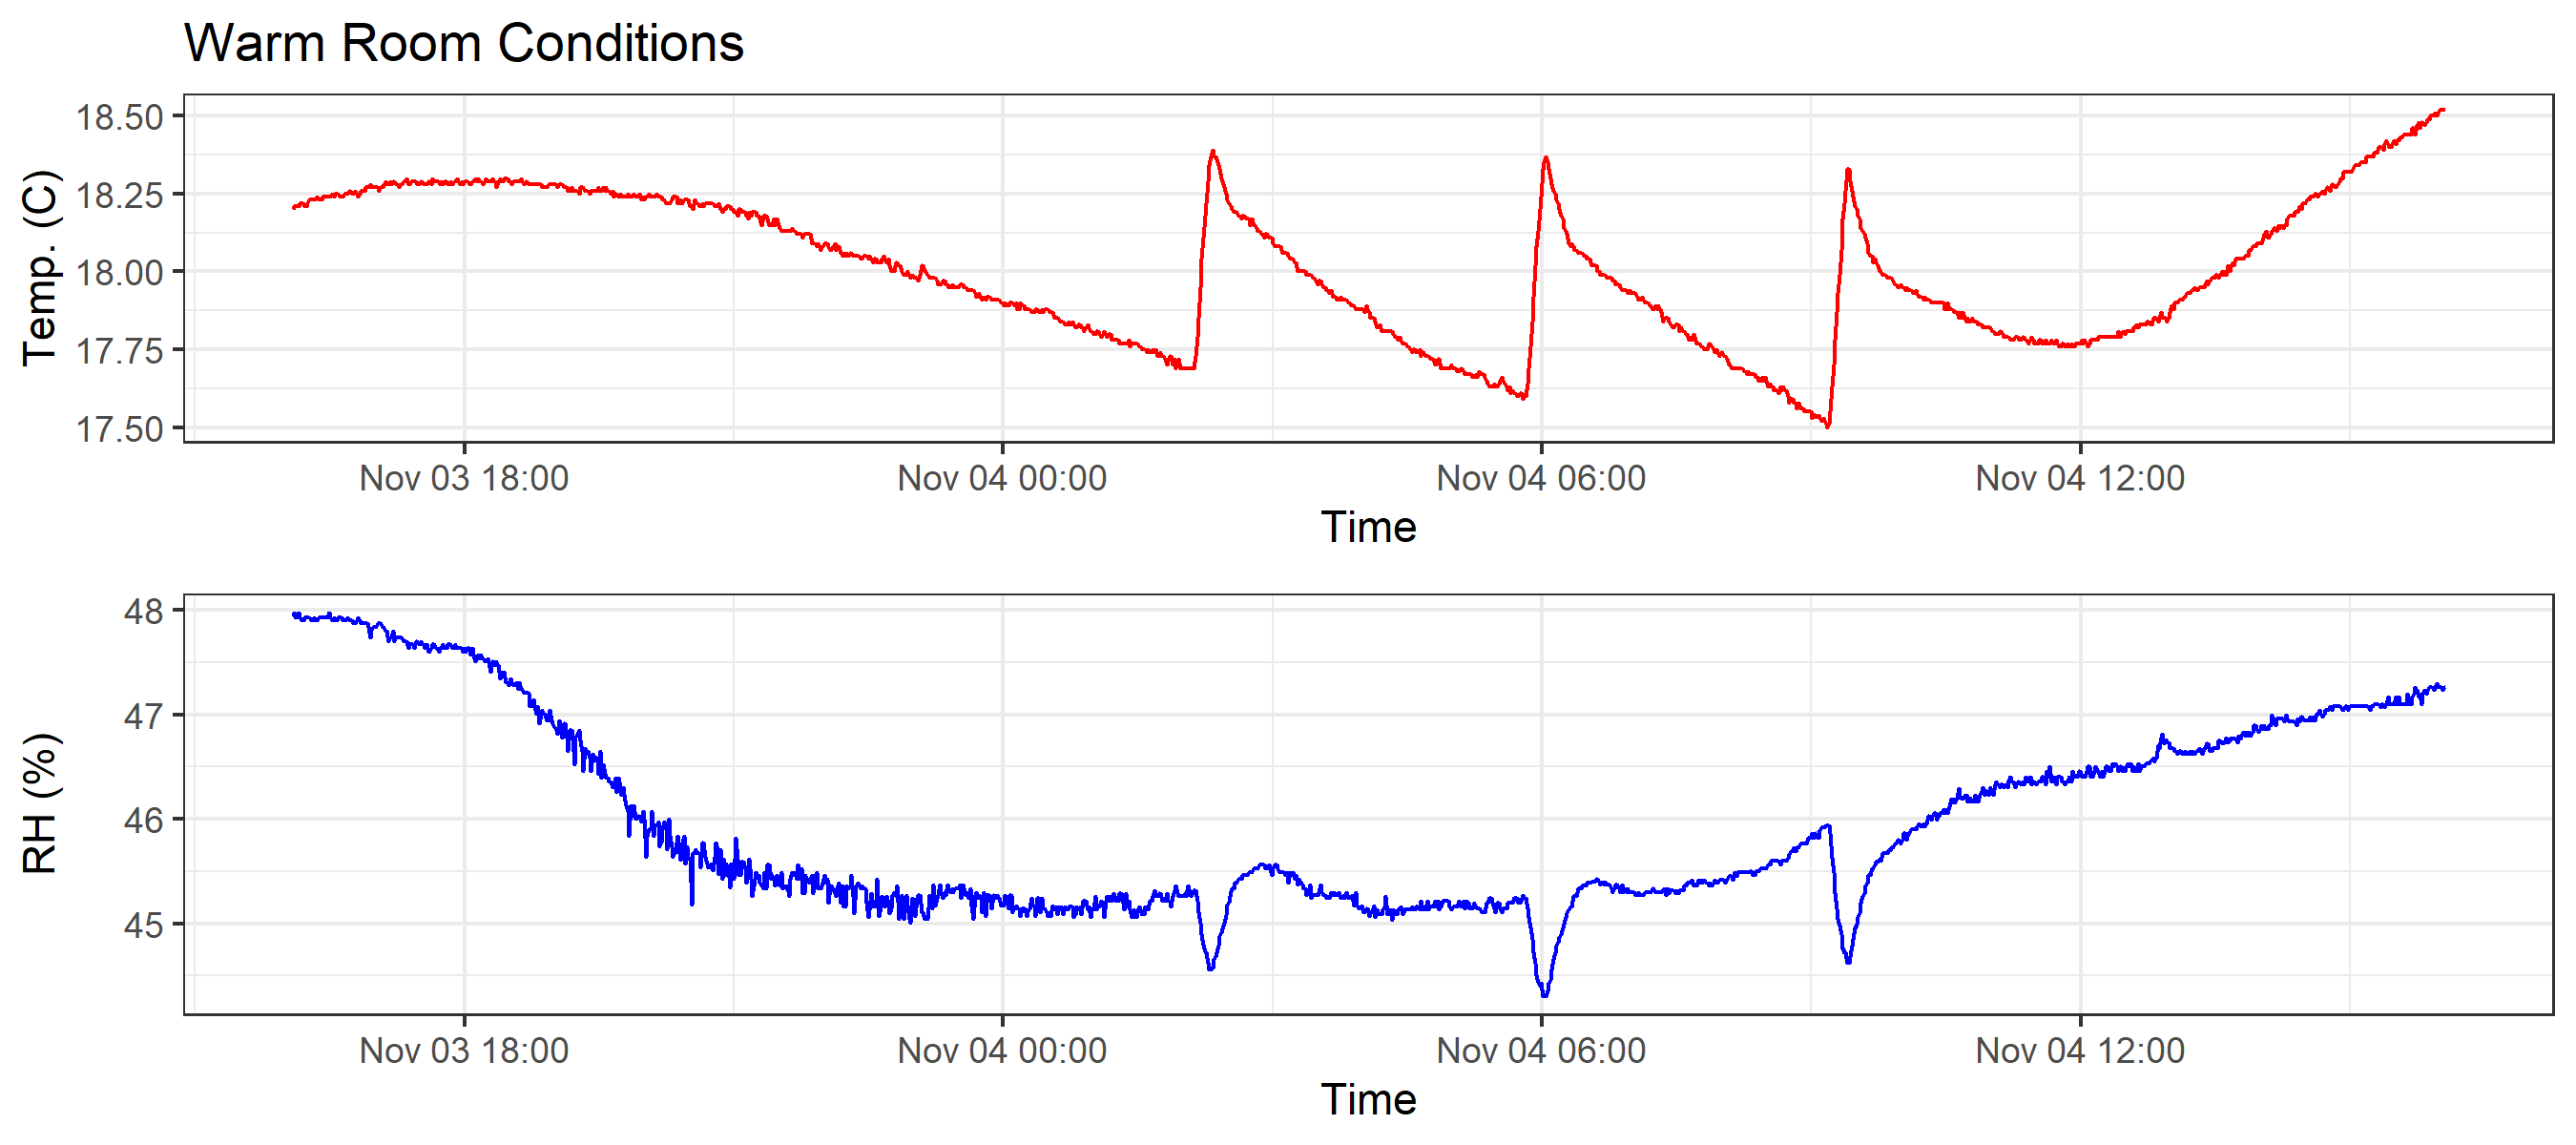 Warm Room Conditions
Temp. (C)
18.50
18.25
18.00
17.75
17.50
Nov 03 18:00 Nov 04 00:00 Nov 04 06:00 Nov 04 12:00
Time
RH (%)
48
47
46
45
Nov 03 18:00 Nov 04 00:00 Nov 04 06:00 Nov 04 12:00
Time